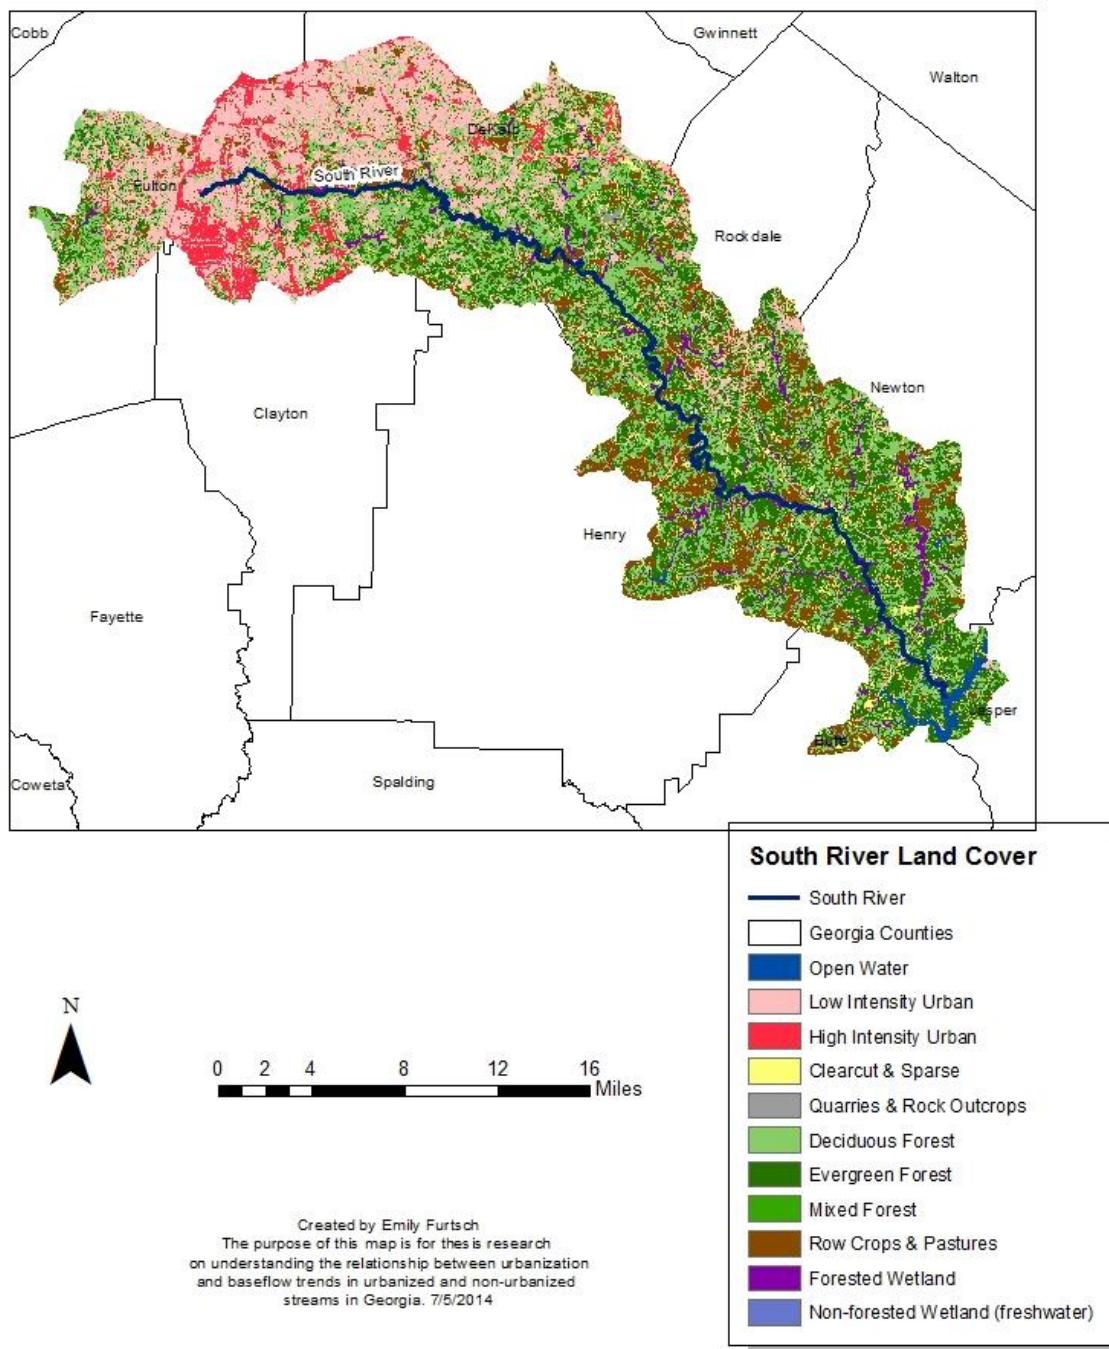 Cobb
Gwinnett
Walton
DeKalb
South River
Fulton
Rockdale
Newton
Clayton
Henry
Fayette
Jasper
Butts
Spalding
Coweta
South River Land Cover
South River
Georgia Counties
Open Water
Low Intensity Urban
High Intensity Urban
Clearcut & Sparse
Quarries & Rock Outcrops
Deciduous Forest
Evergreen Forest
Mixed Forest
Row Crops & Pastures
Forested Wetland
Non-forested Wetland (freshwater)
N
0 2 4 8 12 16
Miles
Created by Emily Furtsch
The purpose of this map is for thesis research
on understanding the relationship between urbanization
and baseflow trends in urbanized and non-urbanized
streams in Georgia. 7/5/2014